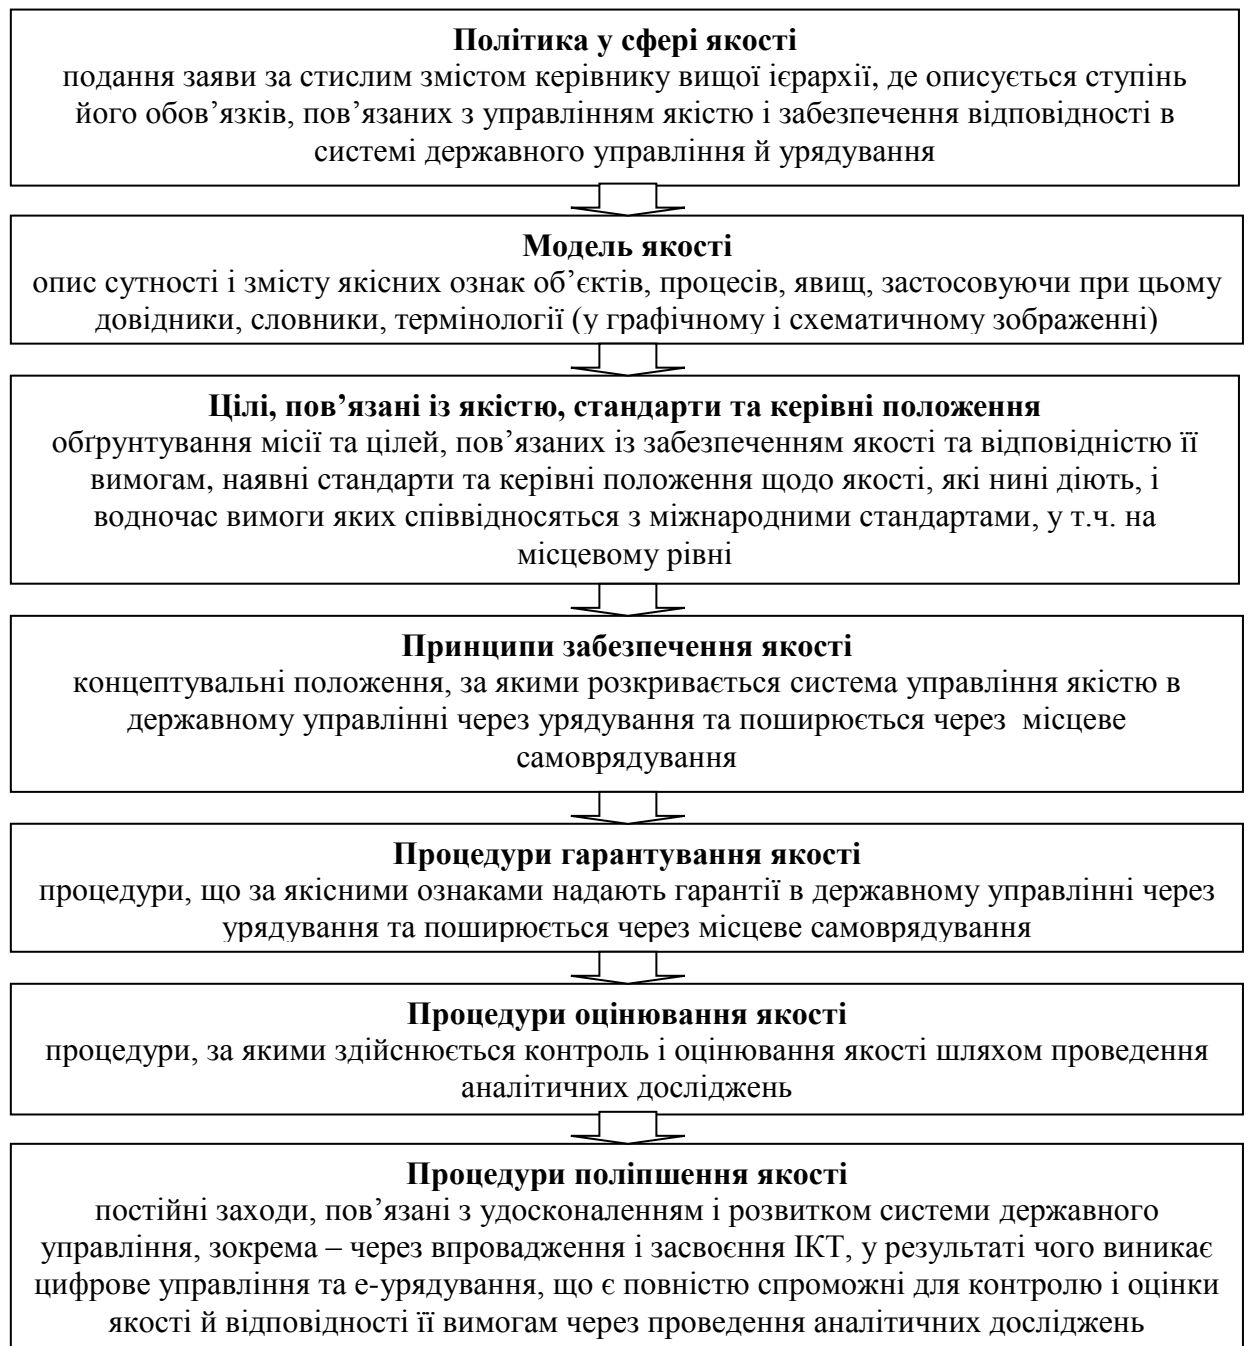 Політика у сфері якості
подання заяви за стислим змістом керівнику вищої ієрархії, де описується ступінь
його обов’язків, пов’язаних з управлінням якістю і забезпечення відповідності в
системі державного управління й урядування
Модель якості
опис сутності і змісту якісних ознак об’єктів, процесів, явищ, застосовуючи при цьому
довідники, словники, термінології (у графічному і схематичному зображенні)
Цілі, пов’язані із якістю, стандарти та керівні положення
обґрунтування місії та цілей, пов’язаних із забезпеченням якості та відповідністю її
вимогам, наявні стандарти та керівні положення щодо якості, які нині діють, і
водночас вимоги яких співвідносяться з міжнародними стандартами, у т.ч. на
місцевому рівні
Принципи забезпечення якості
концептувальні положення, за якими розкривається система управління якістю в
державному управлінні через урядування та поширюється через місцеве
самоврядування
Процедури гарантування якості
процедури, що за якісними ознаками надають гарантії в державному управлінні через
урядування та поширюється через місцеве самоврядування
Процедури оцінювання якості
процедури, за якими здійснюється контроль і оцінювання якості шляхом проведення
аналітичних досліджень
Процедури поліпшення якості
постійні заходи, пов’язані з удосконаленням і розвитком системи державного
управління, зокрема – через впровадження і засвоєння ІКТ, у результаті чого виникає
цифрове управління та е-урядування, що є повністю спроможні для контролю і оцінки
якості й відповідності її вимогам через проведення аналітичних досліджень